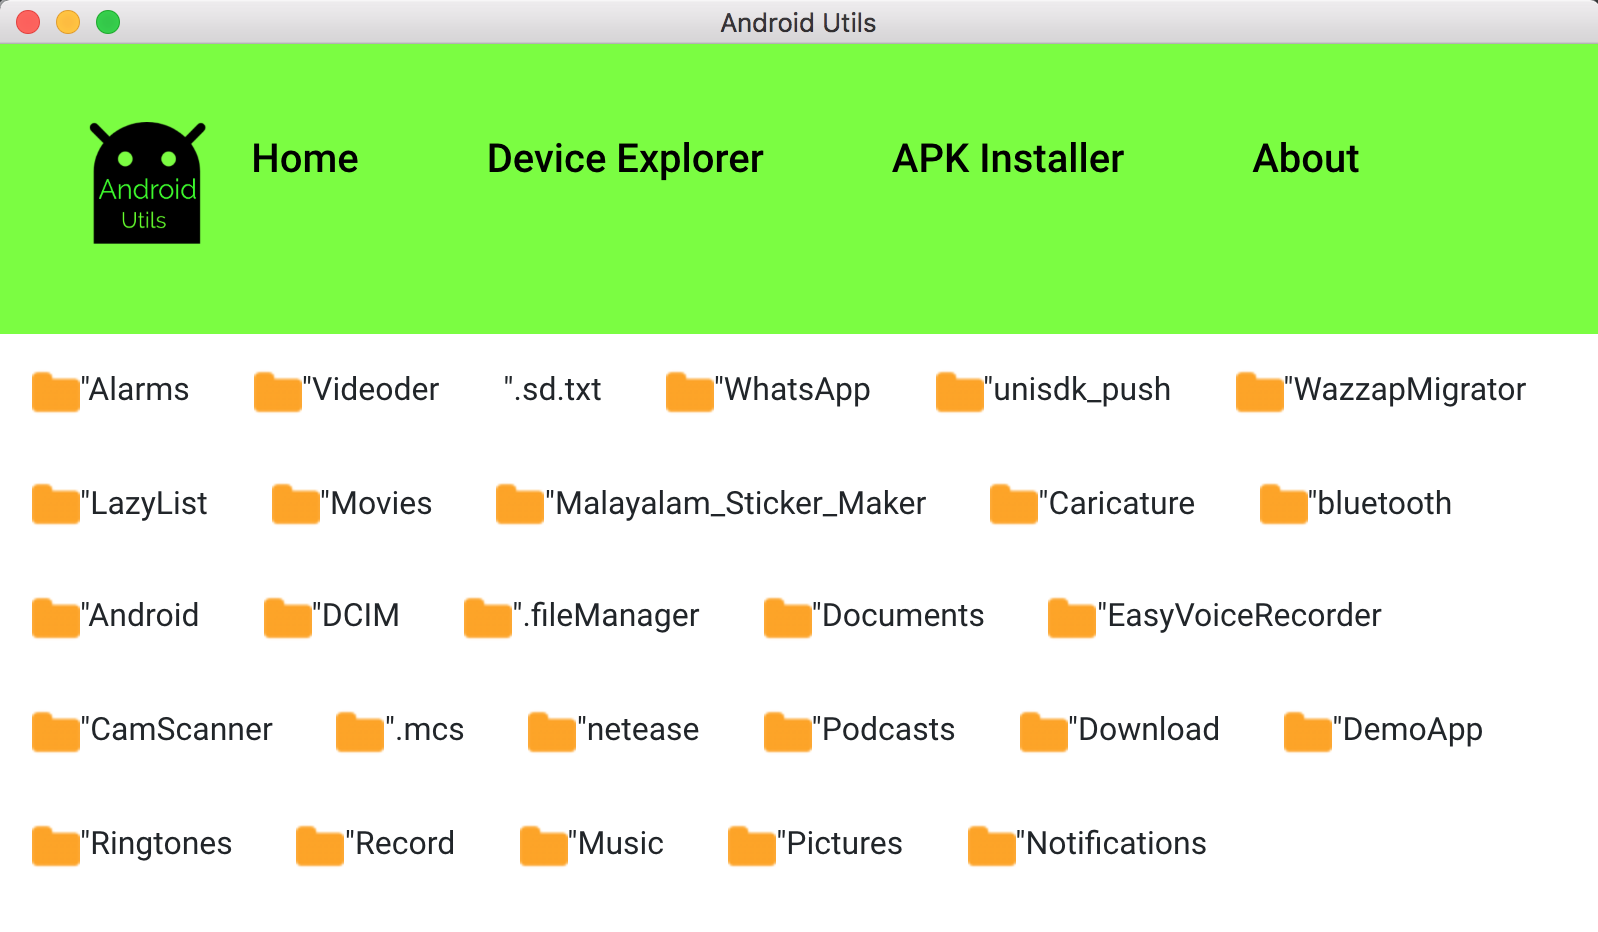 Android Utils
Home Device Explorer APK Installer About
Android
Utils
"Alarms "Videoder ".sd.txt "WhatsApp "unisdk_push "WazzapMigrator
"LazyList "Movies "Malayalam_Sticker_Maker "Caricature "bluetooth
"Android "DCIM ".fileManager "Documents "EasyVoiceRecorder
"CamScanner ".mcs "netease "Podcasts "Download "DemoApp
"Ringtones "Record "Music "Pictures "Notifications